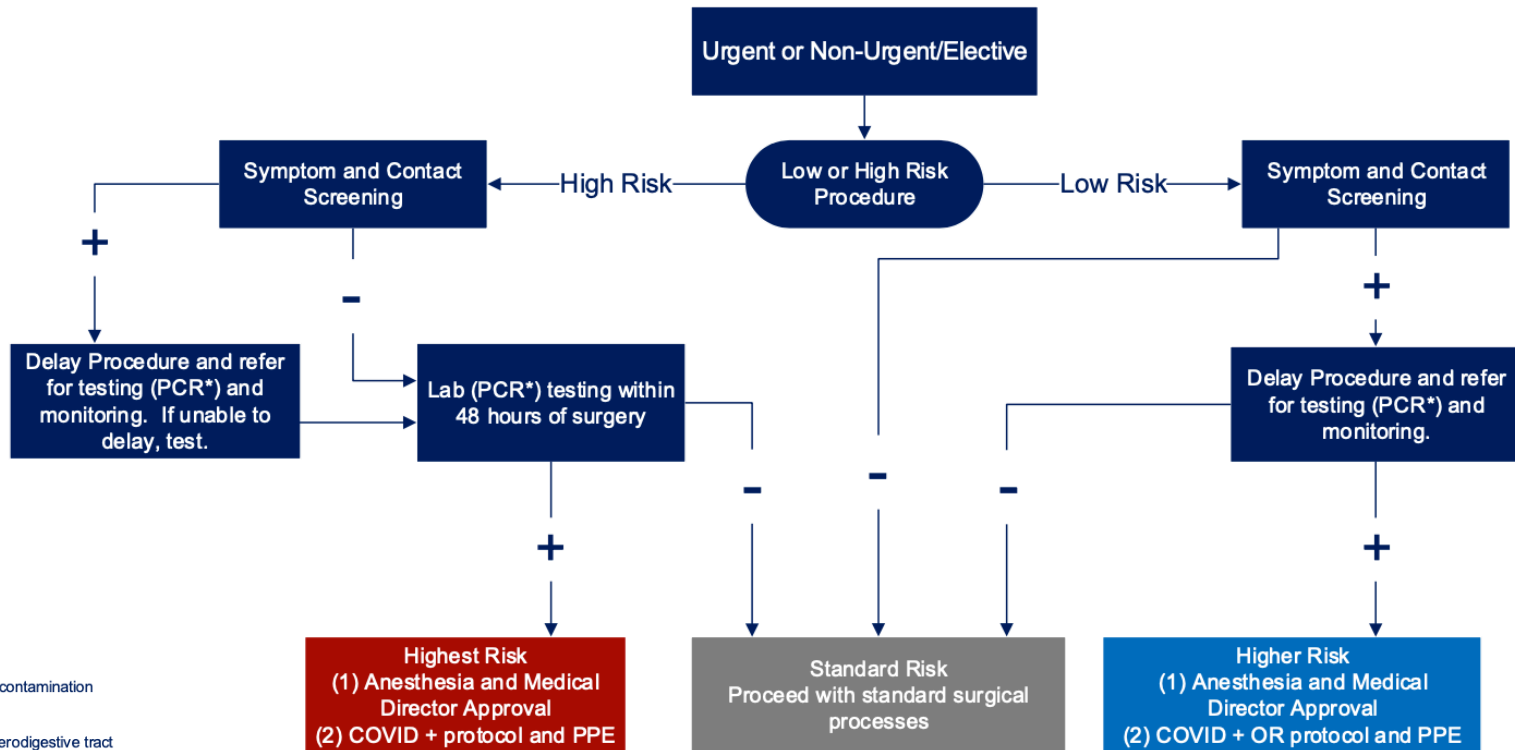 Urgent or Non-Urgent/Elective
Symptom and Contact
Screening
High Risk
Low or High Risk
Procedure
Low Risk
Symptom and Contact
Screening
+
-
+
Delay Procedure and refer
for testing (PCR*) and
monitoring. If unable to
delay, test.
Lab (PCR*) testing within
48 hours of surgery
Delay Procedure and refer
for testing (PCR*) and
monitoring.
-
-
-
+
+
Highest Risk
(1) Anesthesia and Medical
Director Approval
(2) COVID + protocol and PPE
Standard Risk
Proceed with standard surgical
processes
Higher Risk
(1) Anesthesia and Medical
Director Approval
(2) COVID + OR protocol and PPE
contamination
erodigestive tract